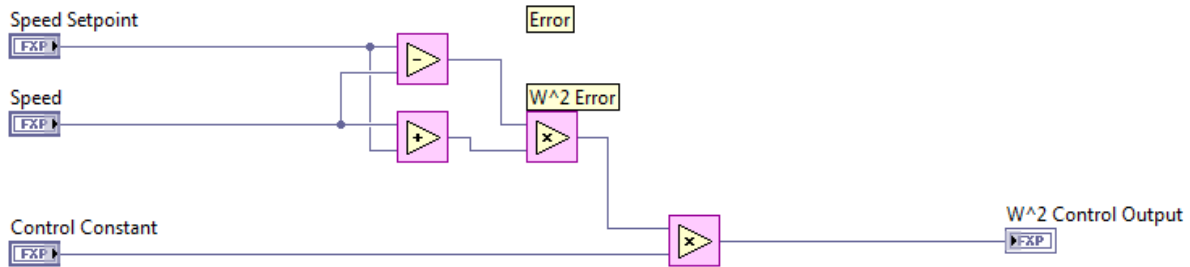 Speed Setpoint
Error
FXP
-
Speed
W^2 Error
FXP
+
x
Control Constant
W^2 Control Output
x
FXP
FXP